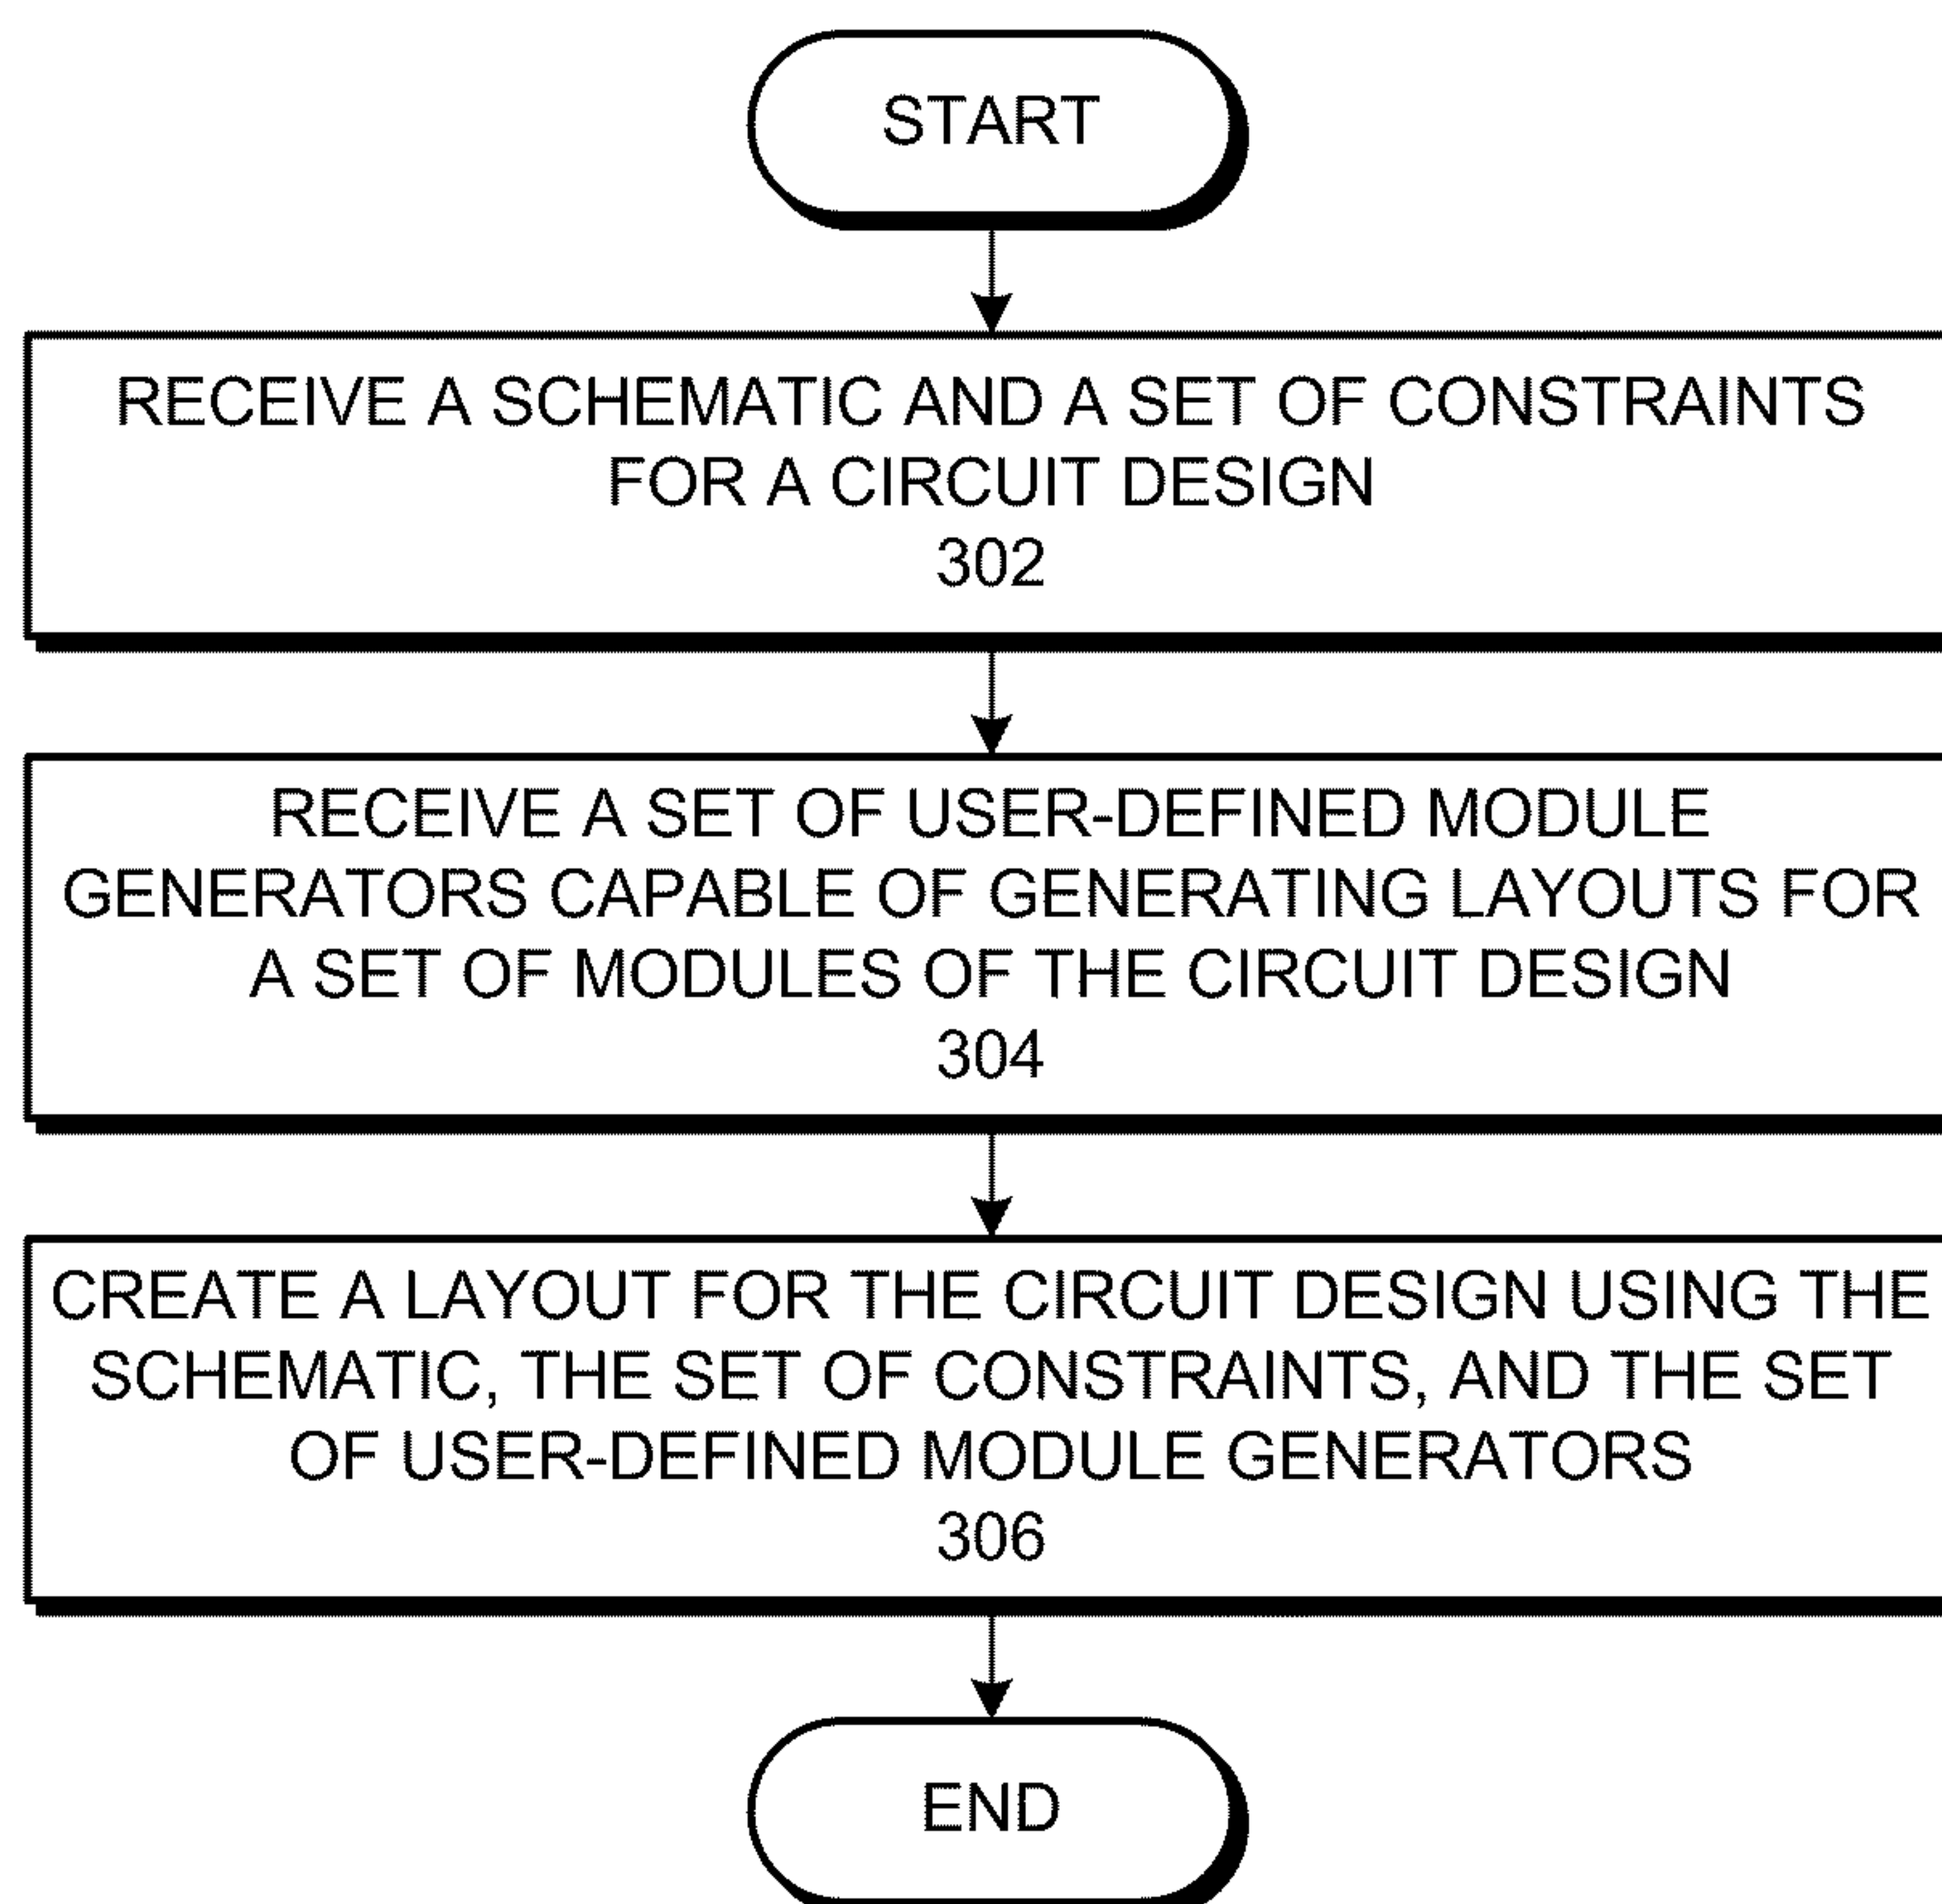 START
RECEIVE A SCHEMATIC AND A SET OF CONSTRAINTS
FOR A CIRCUIT DESIGN
302
RECEIVE A SET OF USER-DEFINED MODULE
GENERATORS CAPABLE OF GENERATING LAYOUTS FOR
A SET OF MODULES OF THE CIRCUIT DESIGN
304
CREATE A LAYOUT FOR THE CIRCUIT DESIGN USING THE
SCHEMATIC, THE SET OF CONSTRAINTS, AND THE SET
OF USER-DEFINED MODULE GENERATORS
306
END